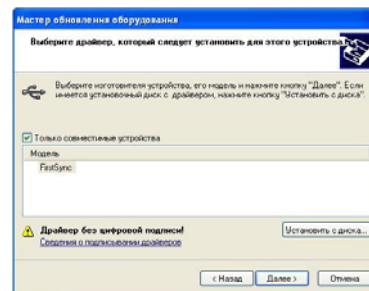 Мастер обновления оборудования
Выберите драйвер, который следует установить для этого устройства
Выберите изготовителя устройства, его модель и нажмите кнопку "Далее". Если
имеется установочный диск с драйвером, нажмите кнопку "Установить с диска".
Только совместимые устройства
Модель
FirstSync
Драйвер без цифровой подписи!
Установить с диска...
Сведения о подписывании драйверов
< Назад
Далее >
Отмена